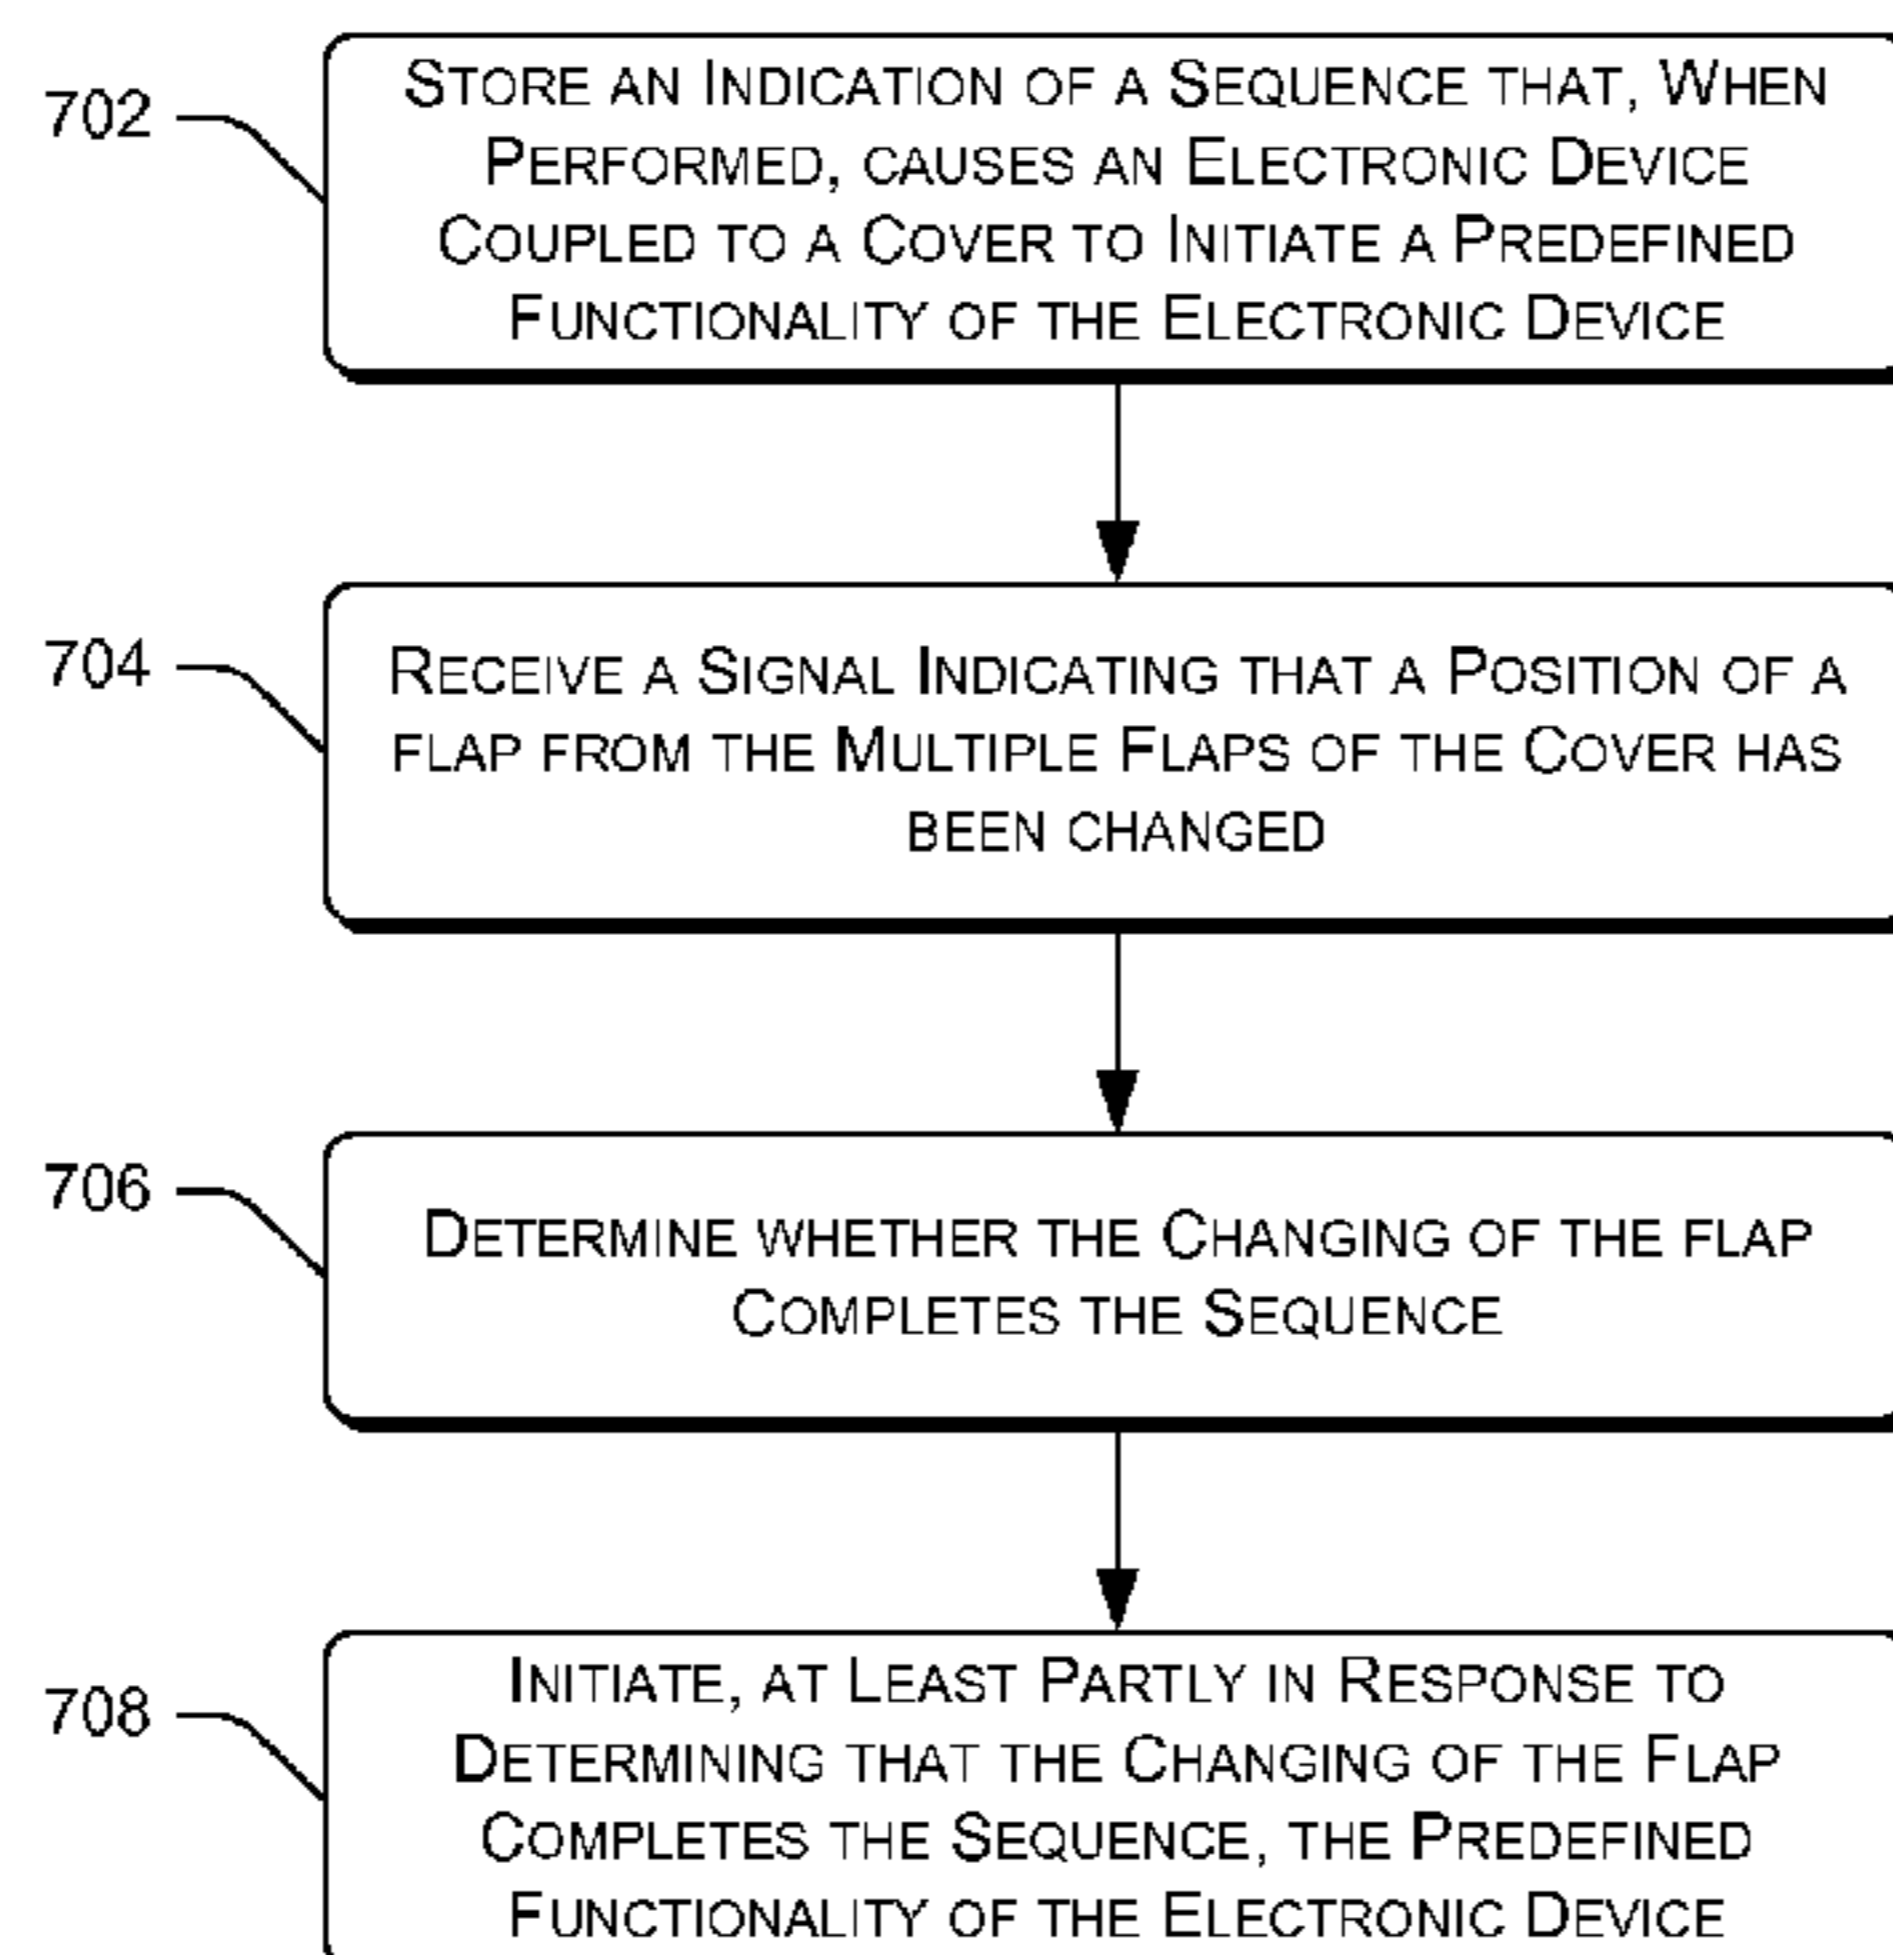 702
STORE AN INDICATION OF A SEQUENCE THAT, WHEN
PERFORMED, CAUSES AN ELECTRONIC DEVICE
COUPLED TO A COVER TO INITIATE A PREDEFINED
FUNCTIONALITY OF THE ELECTRONIC DEVICE
704
RECEIVE A SIGNAL INDICATING THAT A POSITION OF A
FLAP FROM THE MULTIPLE FLAPS OF THE COVER HAS
BEEN CHANGED
706
DETERMINE WHETHER THE CHANGING OF THE FLAP
COMPLETES THE SEQUENCE
708
INITIATE, AT LEAST PARTLY IN RESPONSE TO
DETERMINING THAT THE CHANGING OF THE FLAP
COMPLETES THE SEQUENCE, THE PREDEFINED
FUNCTIONALITY OF THE ELECTRONIC DEVICE